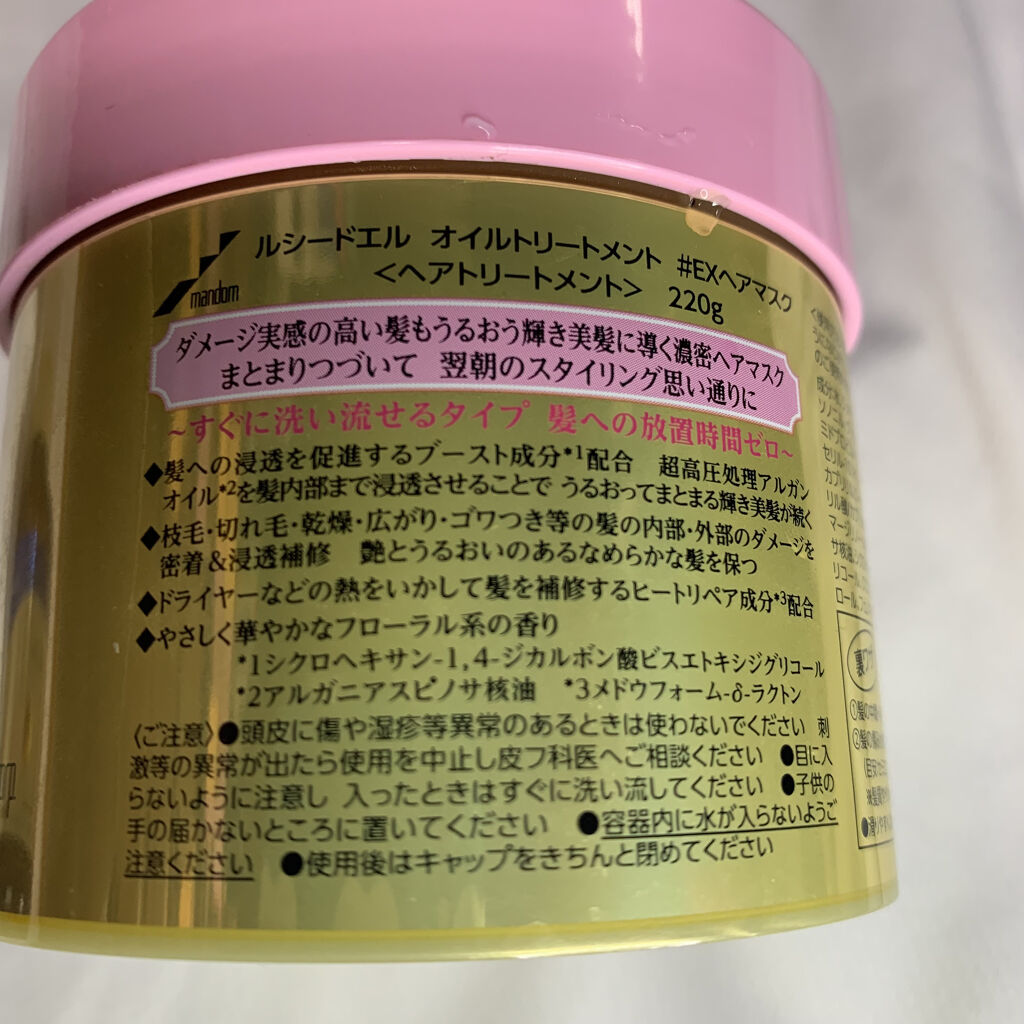 mandom
ルシードエル オイルトリートメント #EXヘアマスク
<ヘアトリートメント> 220g
ダメージ実感の高い髪もうるおう輝き美髪に導く濃密ヘアマスク
まとまりつづいて 翌朝のスタイリング思い通りに
~すぐに洗い流せるタイプ 髪への放置時間ゼロ~
◆髪への浸透を促進するブースト成分*1配合 超高圧処理アルガン
オイル*2を髪内部まで浸透させることで うるおってまとまる輝き美髪が続く
◆枝毛・切れ毛・乾燥・広がり・ゴワつき等の髪の内部・外部のダメージを
密着&浸透補修 艶とうるおいのあるなめらかな髪を保つ
◆ドライヤーなどの熱をいかして髪を補修するヒートリペア成分*3配合
◆やさしく華やかなフローラル系の香り
*1シクロヘキサン-1,4-ジカルボン酸ビスエトキシジグリコール
*2アルガニアスピノサ核油 *3メドウフォーム-δ-ラクトン
〈ご注意〉●頭皮に傷や湿疹等異常のあるときは使わないでください 刺
激等の異常が出たら使用を中止し皮フ科医へご相談ください ●目に入
らないように注意し 入ったときはすぐに洗い流してください ●子供の
手の届かないところに置いてください ●容器内に水が入らないようご
注意ください ●使用後はキャップをきちんと閉めてください